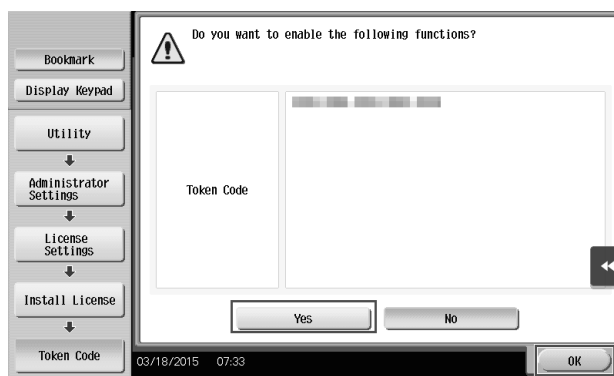 Do you want to enable the following functions?
Bookmark
Display Keypad
Utility
Administrator
Settings
License
Settings
Install License
Token Code
Token Code
Yes
No
03/18/2015 07:33
OK